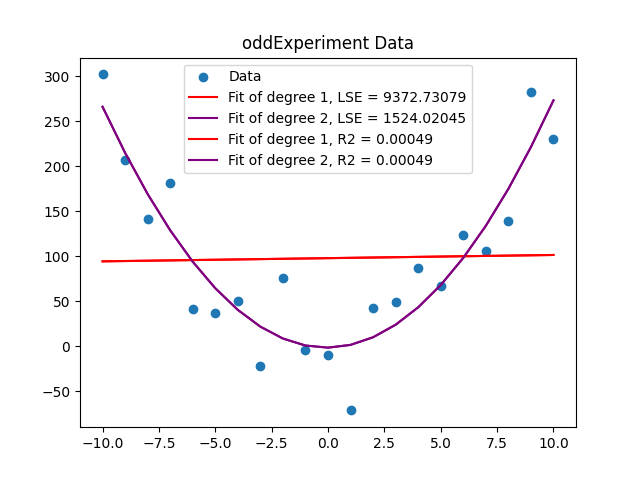 oddExperiment Data
Data
Fit of degree 1, LSE = 9372.73079
Fit of degree 2, LSE = 1524.02045
Fit of degree 1, R2 = 0.00049
Fit of degree 2, R2 = 0.00049
300
250
200
150
100
50
0
−50
−10.0 −7.5 −5.0 −2.5 0.0 2.5 5.0 7.5 10.0